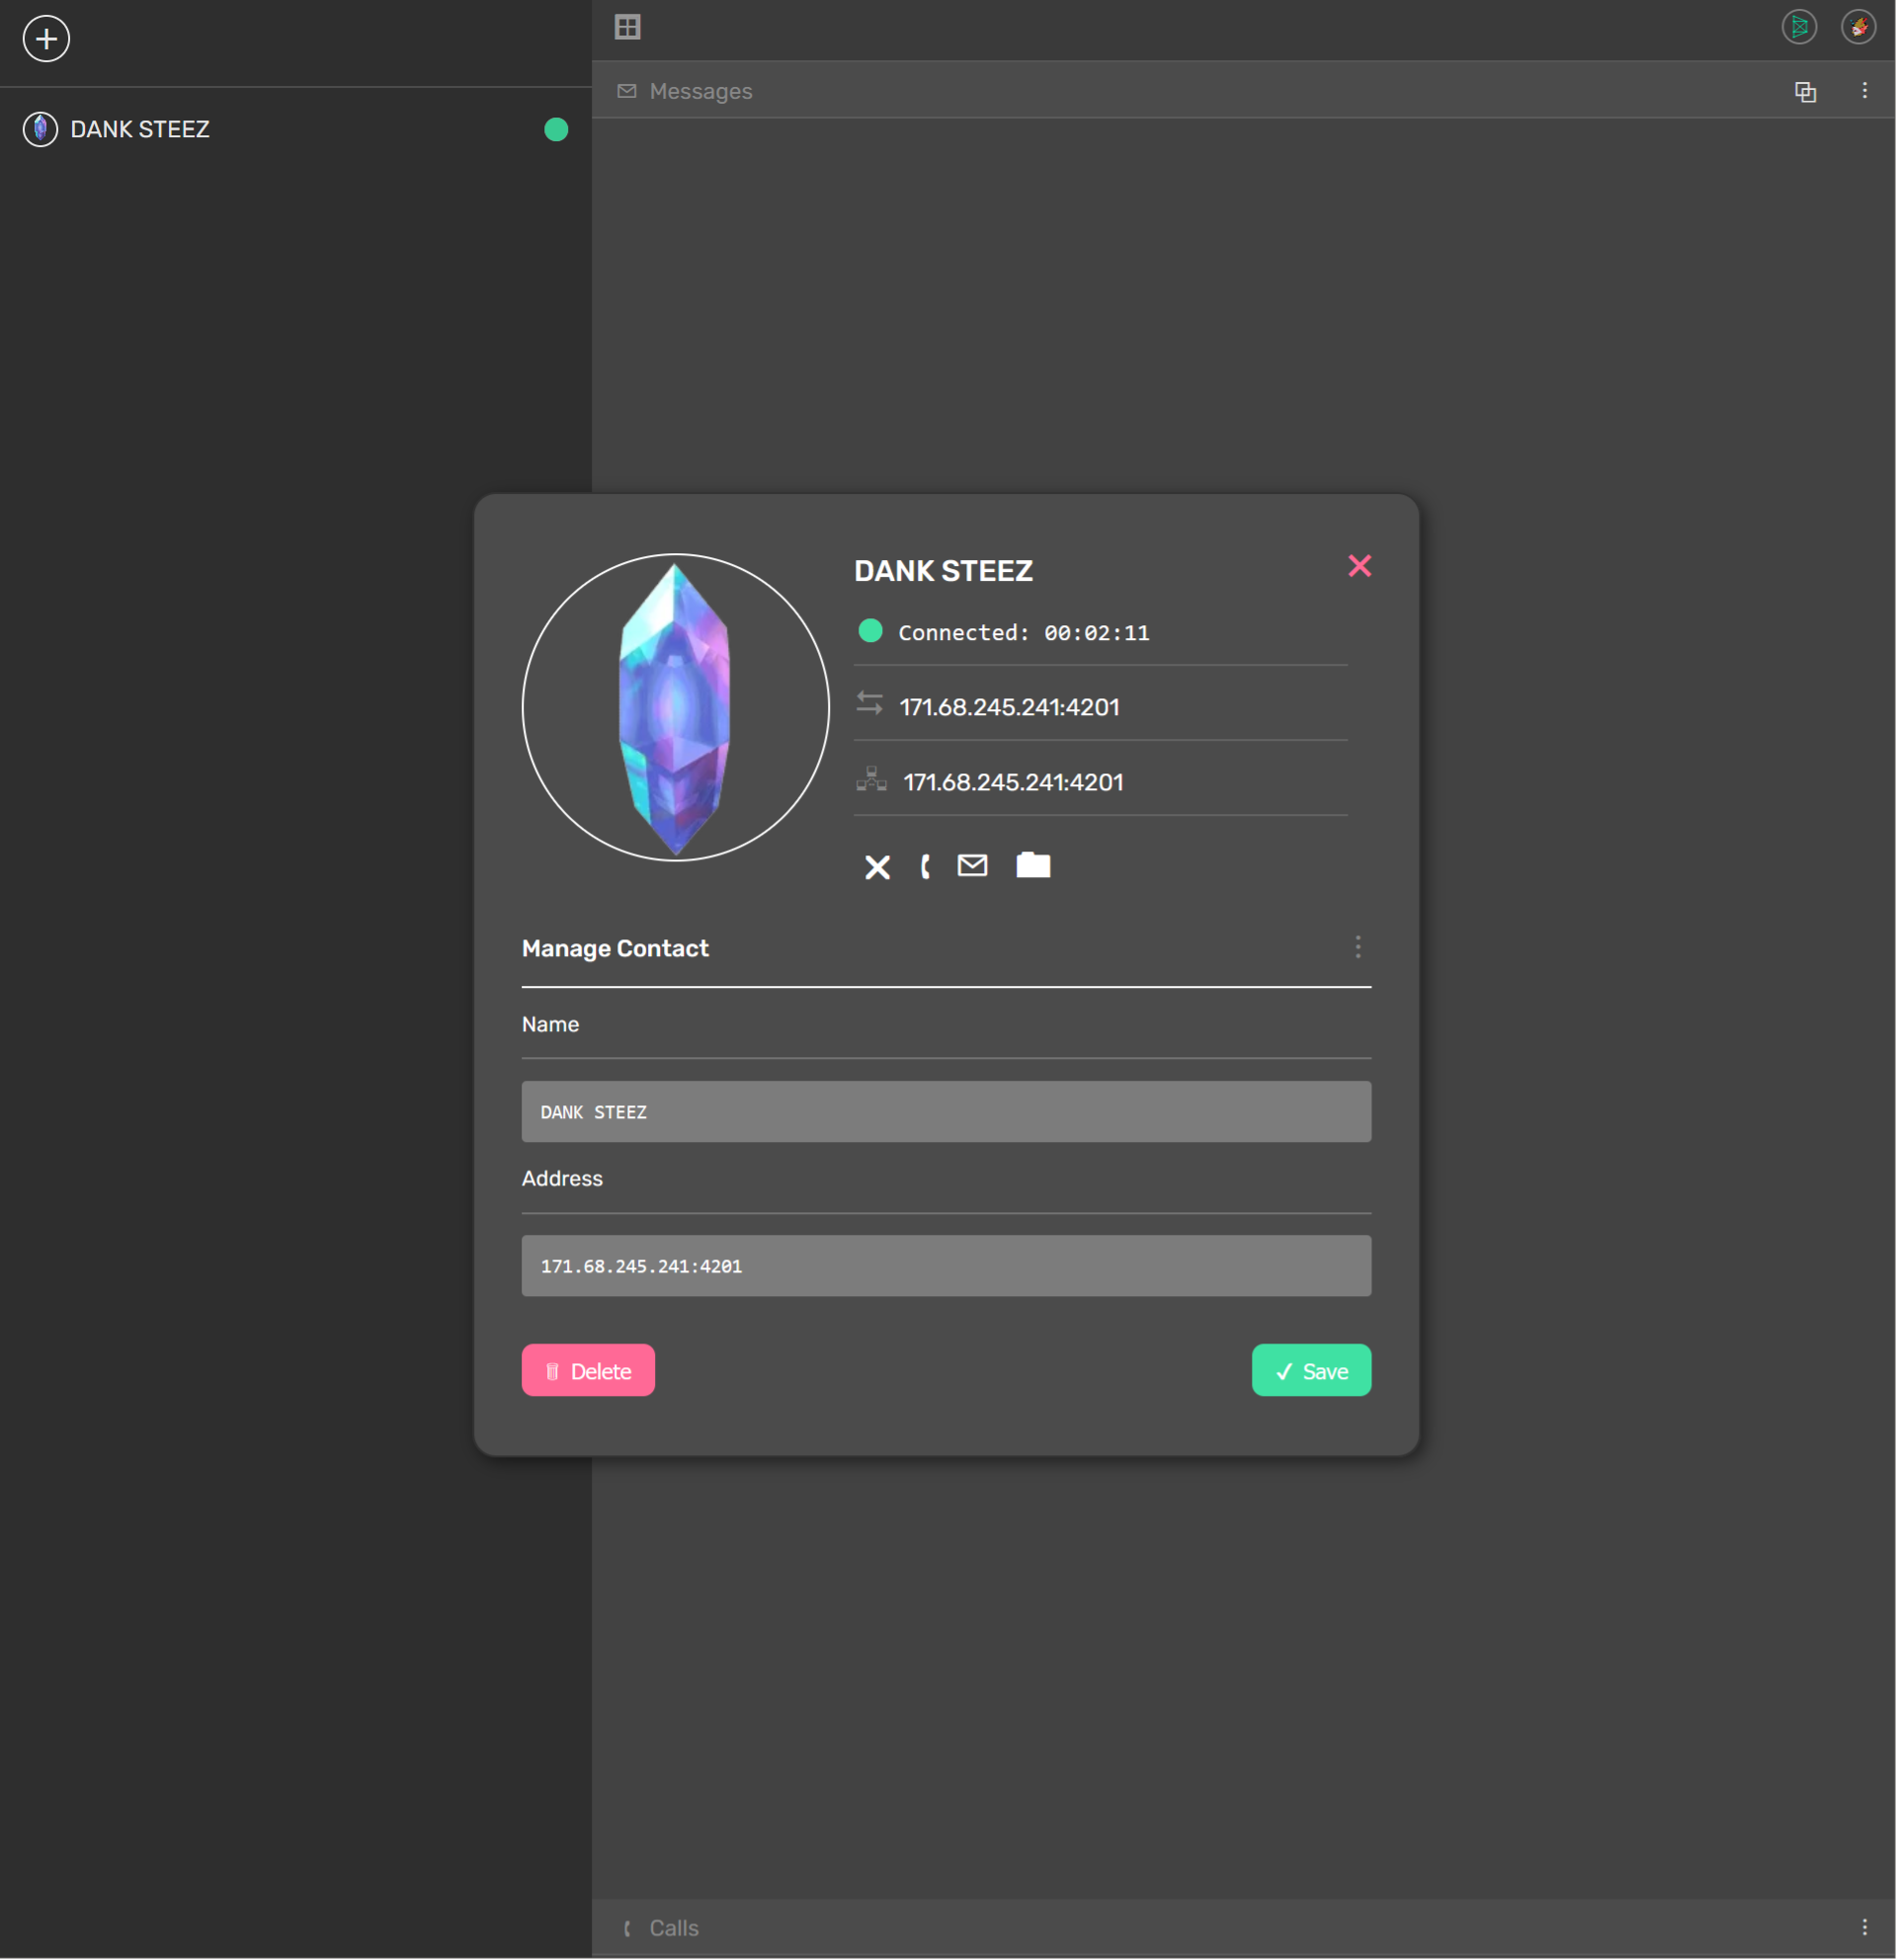 DANK STEEZ
Messages
DANK STEEZ
Connected: 00:02:11
171.68.245.241:4201
171.68.245.241:4201
Manage Contact
Name
DANK STEEZ
Address
171.68.245.241:4201
Delete
Save
Calls